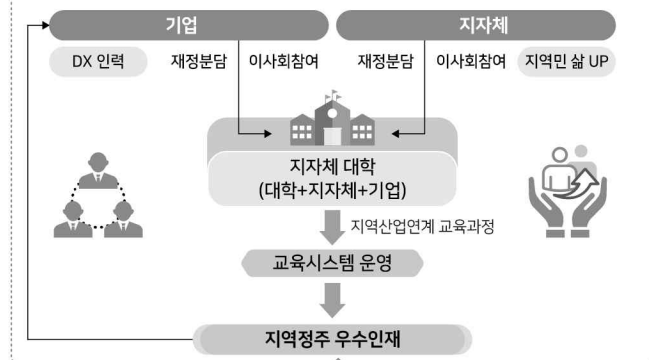 기업
지자체
DX 인력
재정분담
이사회참여
재정분담
이사회참여
지역민 삶 UP
지자체 대학
(대학+지자체+기업)
지역산업연계 교육과정
교육시스템 운영
지역정주 우수인재